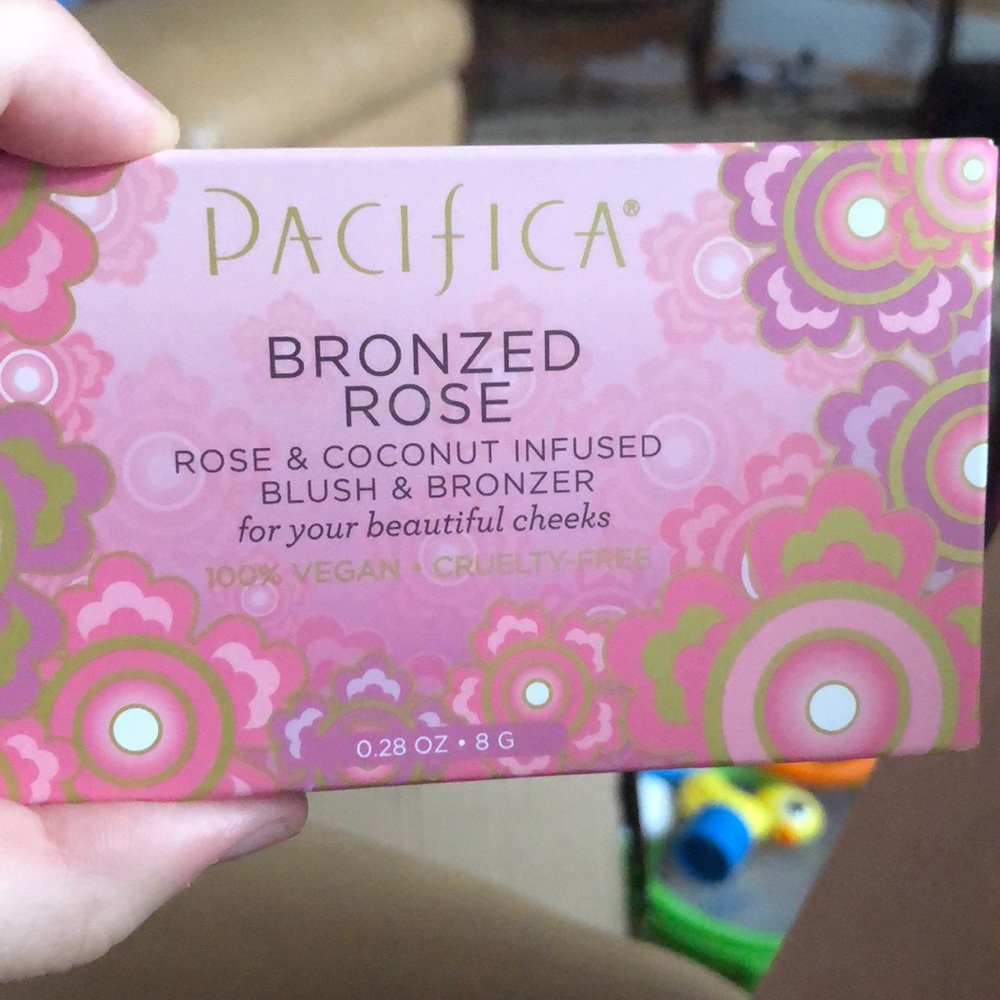 PACIFICA®
BRONZED
ROSE
ROSE & COCONUT INFUSED
BLUSH & BRONZER
for your beautiful cheeks
100% VEGAN • CRUELTY-FREE
0.28 OZ • 8 G